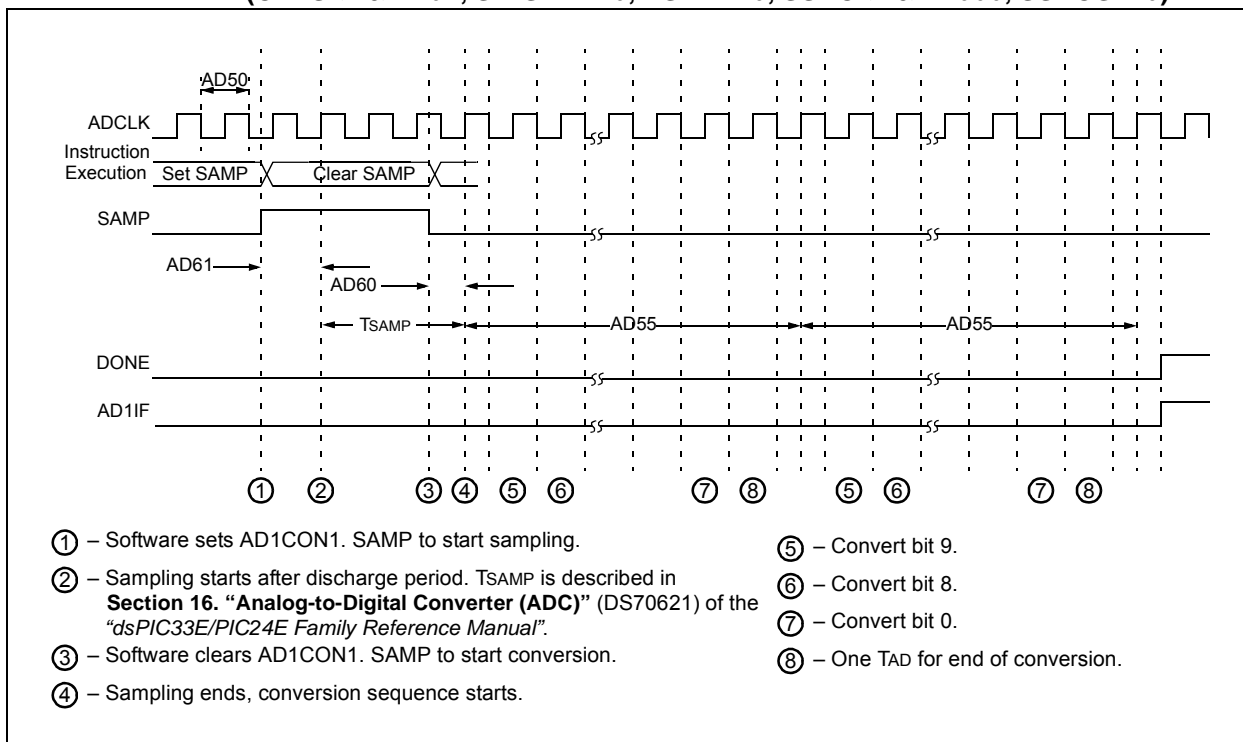 AD50
ADCLK
Instruction
Execution
Set SAMP
Clear SAMP
SAMP
AD61
AD60
TSAMP
AD55
AD55
DONE
AD1IF
1 2 3 4 5 6 7 8 5 6 7 8
1 – Software sets AD1CON1. SAMP to start sampling.
2 – Sampling starts after discharge period. TSAMP is described in
Section 16. “Analog-to-Digital Converter (ADC)” (DS70621) of the
“dsPIC33E/PIC24E Family Reference Manual”.
3 – Software clears AD1CON1. SAMP to start conversion.
4 – Sampling ends, conversion sequence starts.
5 – Convert bit 9.
6 – Convert bit 8.
7 – Convert bit 0.
8 – One TAD for end of conversion.